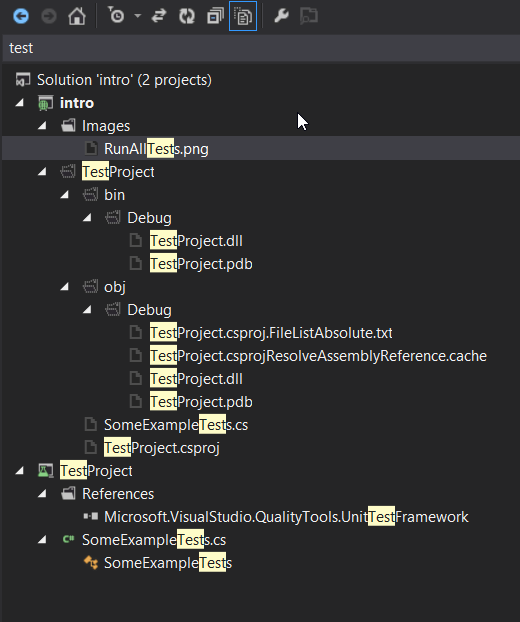 test
Solution 'intro' (2 projects)
intro
Images
RunAllTests.png
TestProject
bin
Debug
TestProject.dll
TestProject.pdb
obj
Debug
TestProject.csproj.FileListAbsolute.txt
TestProject.csprojResolveAssemblyReference.cache
TestProject.dll
TestProject.pdb
SomeExampleTests.cs
TestProject.csproj
TestProject
References
Microsoft.VisualStudio.QualityTools.UnitTestFramework
C# SomeExampleTests.cs
SomeExampleTests